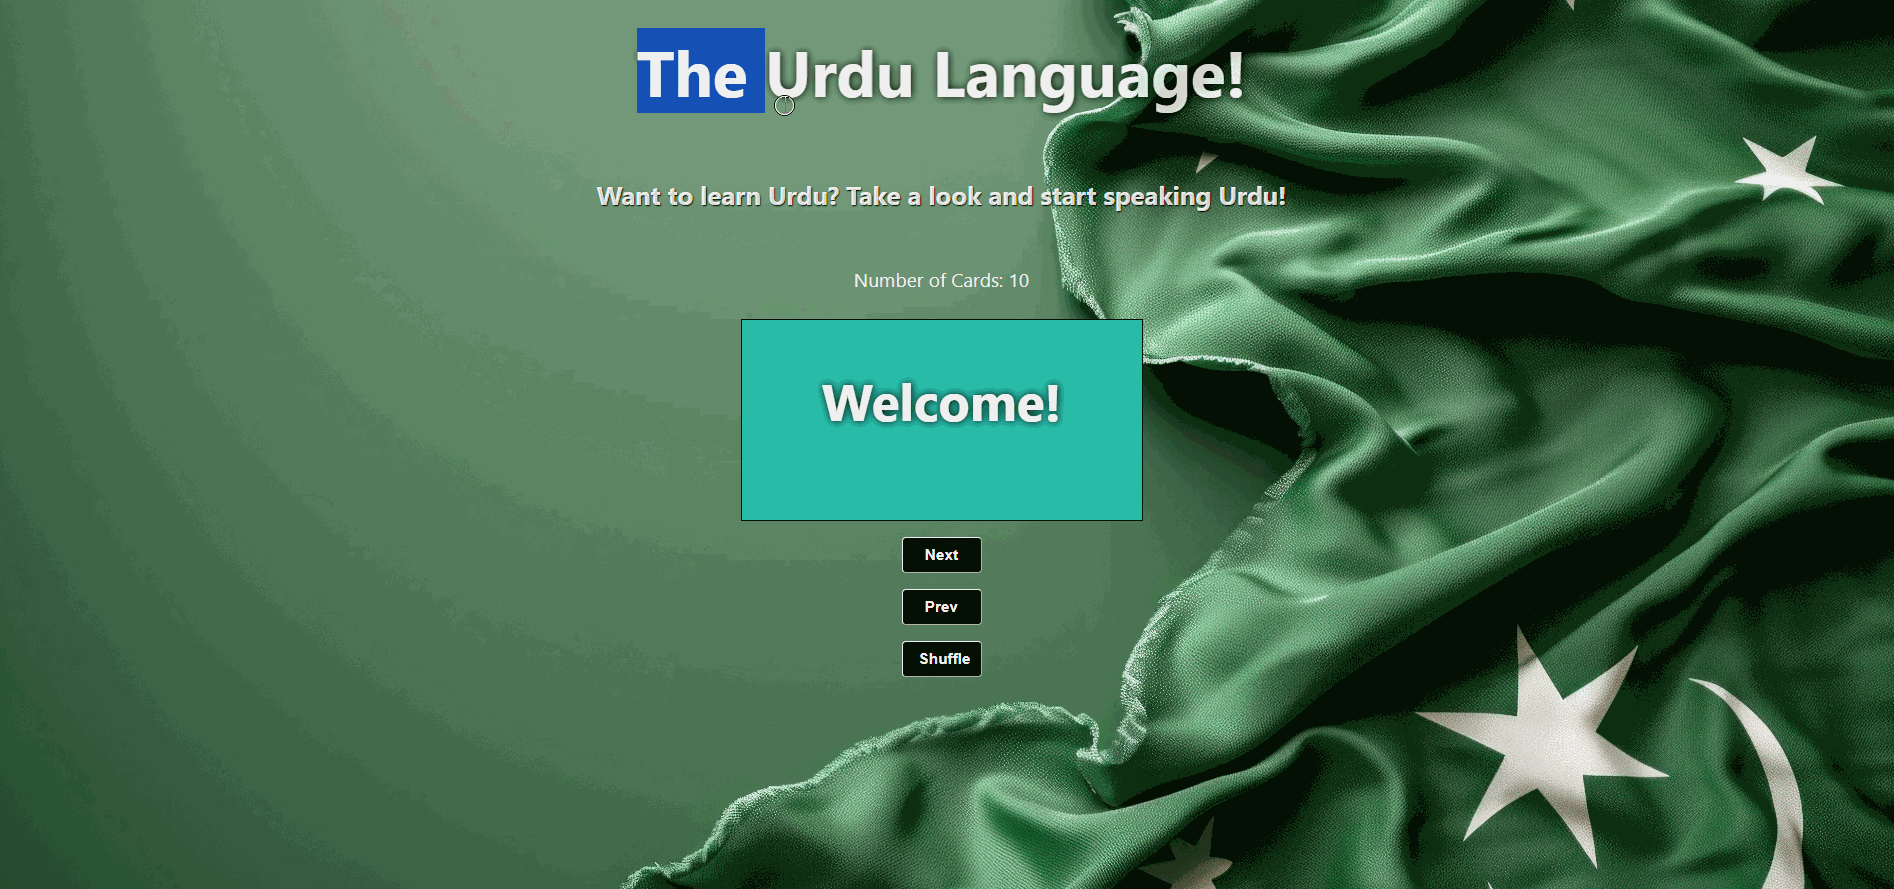 The Urdu Language!
Want to learn Urdu? Take a look and start speaking Urdu!
Number of Cards: 10
Welcome!
Next
Prev
Shuffle